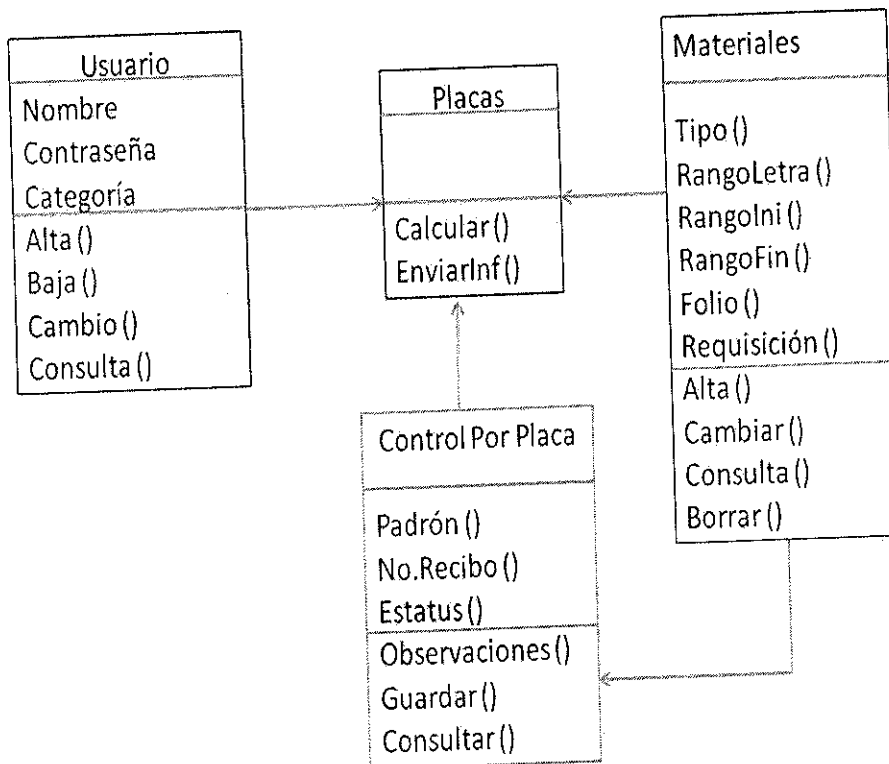 Usuario
Nombre
Contraseña
Categoría
Alta ()
Baja ()
Cambio ()
Consulta ()
Placas
Calcular ()
EnviarInf ()
Materiales
Tipo ()
RangoLetra ()
RangoIni ()
RangoFin ()
Folio ()
Requisición ()
Alta ()
Cambiar ()
Consulta ()
Borrar ()
Control Por Placa
Padrón ()
No.Recibo ()
Estatus ()
Observaciones ()
Guardar ()
Consultar ()